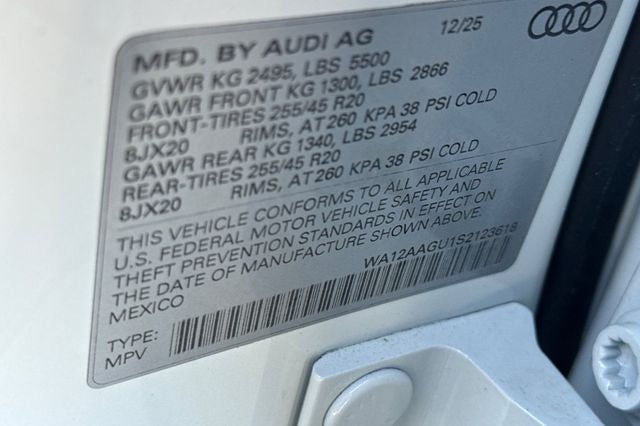 MFD. BY AUDI AG 12/25
GVWR KG 2495, LBS 5500
GAWR FRONT KG 1300, LBS 2866
FRONT-TIRES 255/45 R20
8JX20 RIMS, AT 260 KPA 38 PSI COLD
GAWR REAR KG 1340, LBS 2954
REAR-TIRES 255/45 R20
8JX20 RIMS, AT 260 KPA 38 PSI COLD
THIS VEHICLE CONFORMS TO ALL APPLICABLE
U.S. FEDERAL MOTOR VEHICLE SAFETY AND
THEFT PREVENTION STANDARDS IN EFFECT ON
THE DATE OF MANUFACTURE SHOWN ABOVE.
MEXICO WA12AAGU1S2123618
TYPE:
MPV